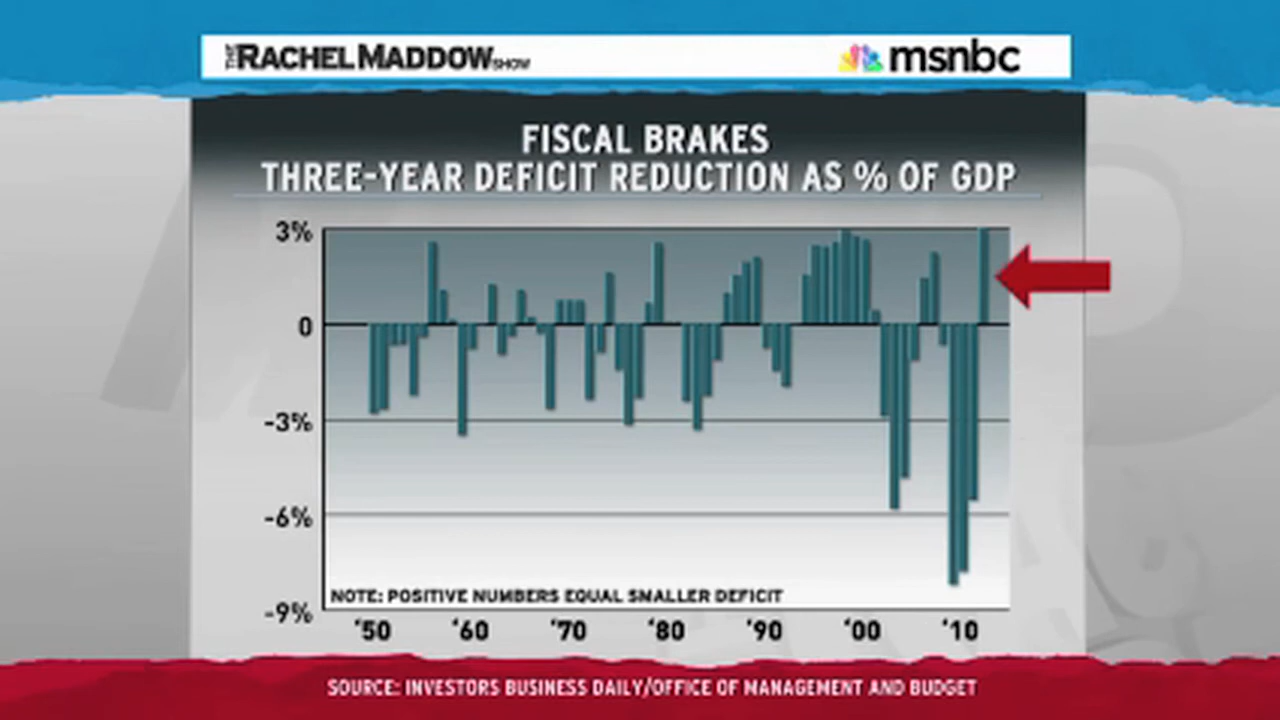 THE RACHEL MADDOW SHOW
msnbc
FISCAL BRAKES
THREE-YEAR DEFICIT REDUCTION AS % OF GDP
3%
0
-3%
-6%
-9%
NOTE: POSITIVE NUMBERS EQUAL SMALLER DEFICIT
'50 '60 '70 '80 '90 '00 '10
SOURCE: INVESTORS BUSINESS DAILY/OFFICE OF MANAGEMENT AND BUDGET